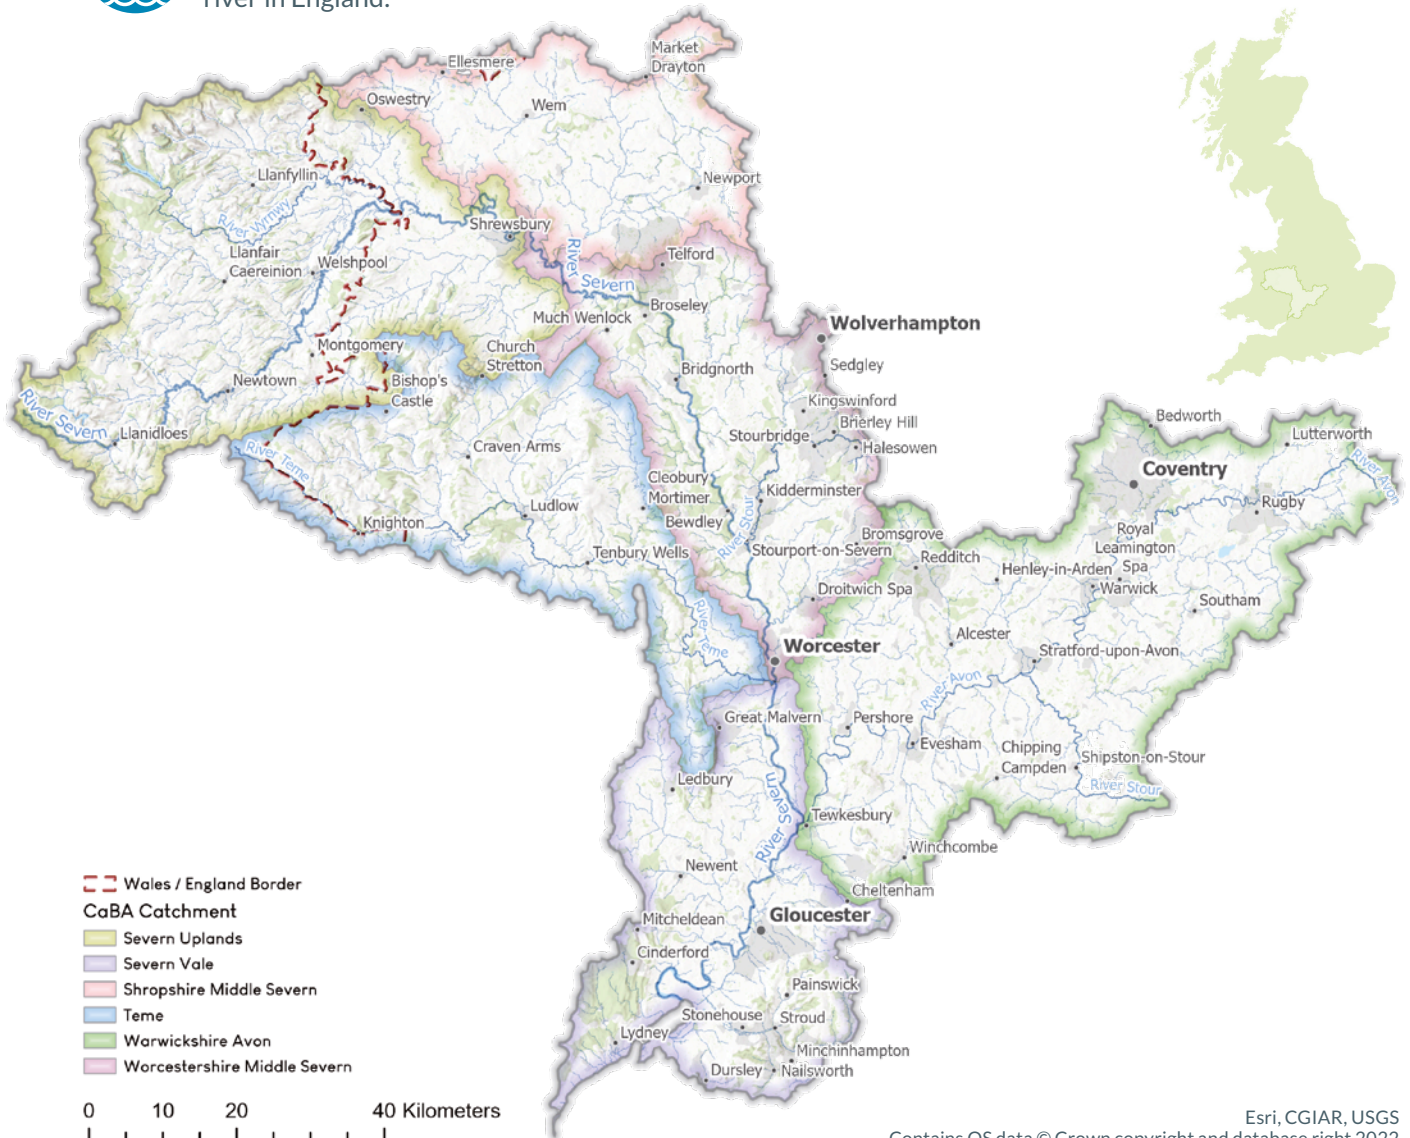 river in England.
Market
Drayton
Ellesmere
Oswestry
Wem
Llanfyllin
Newport
River Vyrnwy
Shrewsbury
Llanfair
Caereinion
Welshpool
River Severn
Telford
Broseley
Much Wenlock
Wolverhampton
Montgomery
Church
Stretton
Sedgley
Bridgnorth
Newtown
Bishop's
Castle
Kingswinford
River Severn
Brierley Hill
Bedworth
Llanidloes
Stourbridge
Halesowen
Lutterworth
River Teme
Craven Arms
Coventry
River Avon
Cleobury
Mortimer
Kidderminster
Rugby
Ludlow
Knighton
Bewdley
River Stour
Royal
Leamington
Spa
Bromsgrove
Tenbury Wells
Stourport-on-Severn
Redditch
Henley-in-Arden
Warwick
Droitwich Spa
Southam
River Teme
Worcester
Alcester
Stratford-upon-Avon
River Avon
Great Malvern
Pershore
Evesham
Chipping
Campden
Shipston-on-Stour
Ledbury
River Stour
River Severn
Tewkesbury
Winchcombe
Newent
Cheltenham
Mitcheldean
Gloucester
Cinderford
Painswick
Stonehouse
Stroud
Lydney
Minchinhampton
Dursley
Nailsworth
Wales / England Border
CaBA Catchment
Severn Uplands
Severn Vale
Shropshire Middle Severn
Teme
Warwickshire Avon
Worcestershire Middle Severn
0 10 20 40 Kilometers
Esri, CGIAR, USGS
Contains OS data © Crown copyright and database right 2022